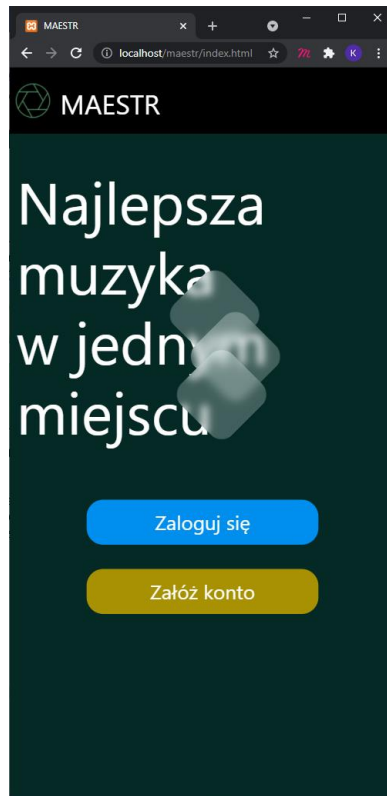 MAESTR
localhost/maestr/index.html
K
MAESTR
Najlepsza
muzyka
w jednym
miejscu
Zaloguj się
Załóż konto